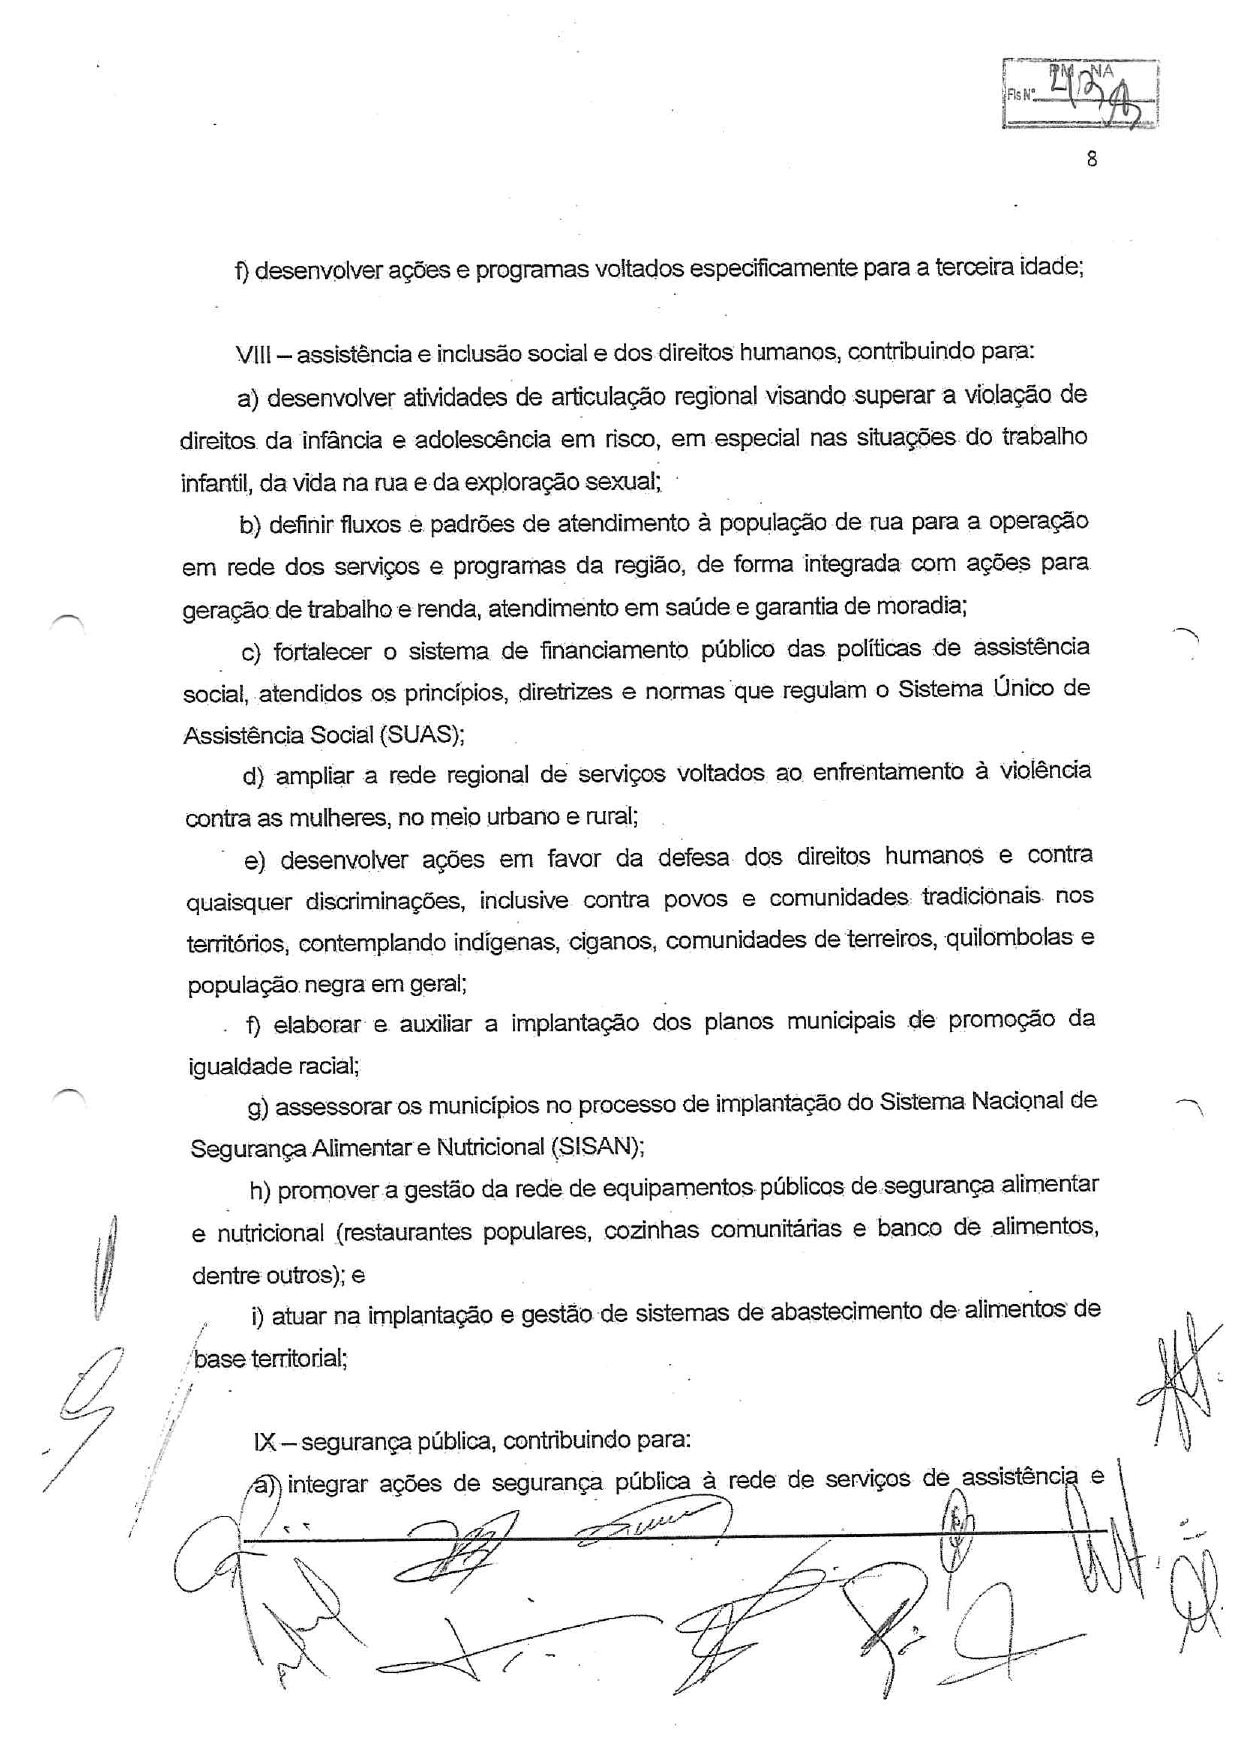 Fls Nº
8
f) desenvolver ações e programas voltados especificamente para a terceira idade;
VIII – assistência e inclusão social e dos direitos humanos, contribuindo para:
a) desenvolver atividades de articulação regional visando superar a violação de
direitos da infância e adolescência em risco, em especial nas situações do trabalho
infantil, da vida na rua e da exploração sexual;
b) definir fluxos e padrões de atendimento à população de rua para a operação
em rede dos serviços e programas da região, de forma integrada com ações para
geração de trabalho e renda, atendimento em saúde e garantia de moradia;
c) fortalecer o sistema de financiamento público das políticas de assistência
social, atendidos os princípios, diretrizes e normas que regulam o Sistema Único de
Assistência Social (SUAS);
d) ampliar a rede regional de serviços voltados ao enfrentamento à violência
contra as mulheres, no meio urbano e rural;
e) desenvolver ações em favor da defesa dos direitos humanos e contra
quaisquer discriminações, inclusive contra povos e comunidades tradicionais nos
territórios, contemplando indígenas, ciganos, comunidades de terreiros, quilombolas e
população negra em geral;
f) elaborar e auxiliar a implantação dos planos municipais de promoção da
igualdade racial;
g) assessorar os municípios no processo de implantação do Sistema Nacional de
Segurança Alimentar e Nutricional (SISAN);
h) promover a gestão da rede de equipamentos públicos de segurança alimentar
e nutricional (restaurantes populares, cozinhas comunitárias e banco de alimentos,
dentre outros); e
i) atuar na implantação e gestão de sistemas de abastecimento de alimentos de
base territorial;
IX – segurança pública, contribuindo para:
a) integrar ações de segurança pública à rede de serviços de assistência e